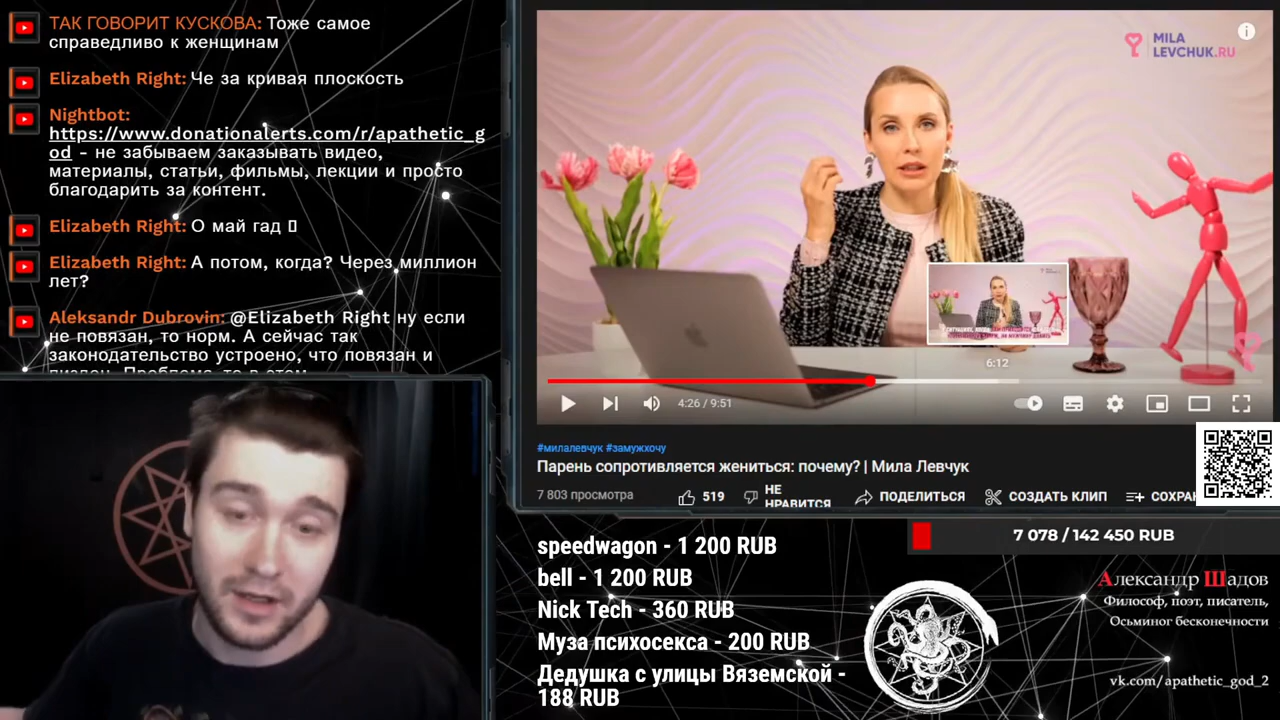 ТАК ГОВОРИТ КУСКОВА: Тоже самое
справедливо к женщинам
Elizabeth Right: Че за кривая плоскость
Nightbot:
https://www.donationalerts.com/r/apathetic_g
od - не забываем заказывать видео,
материалы, статьи, фильмы, лекции и просто
благодарить за контент.
Elizabeth Right: О май гад
Elizabeth Right: А потом, когда? Через миллион
лет?
Aleksandr Dubrovin: @Elizabeth Right ну если
не повязан, то норм. А сейчас так
законодательство устроено, что повязан и
MILA
LEVCHUK.RU
6:12
4:26 / 9:51
#милалевчук #замужхочу
Парень сопротивляется жениться: почему? | Мила Левчук
7 803 просмотра
519
НЕ
НРАВИТСЯ
ПОДЕЛИТЬСЯ
СОЗДАТЬ КЛИП
СОХРАН
7 078 / 142 450 RUB
speedwagon - 1 200 RUB
bell - 1 200 RUB
Nick Tech - 360 RUB
Муза психосекса - 200 RUB
Дедушка с улицы Вяземской -
188 RUB
Александр Шадов
Философ, поэт, писатель,
Осьминог бесконечности
vk.com/apathetic_god_2